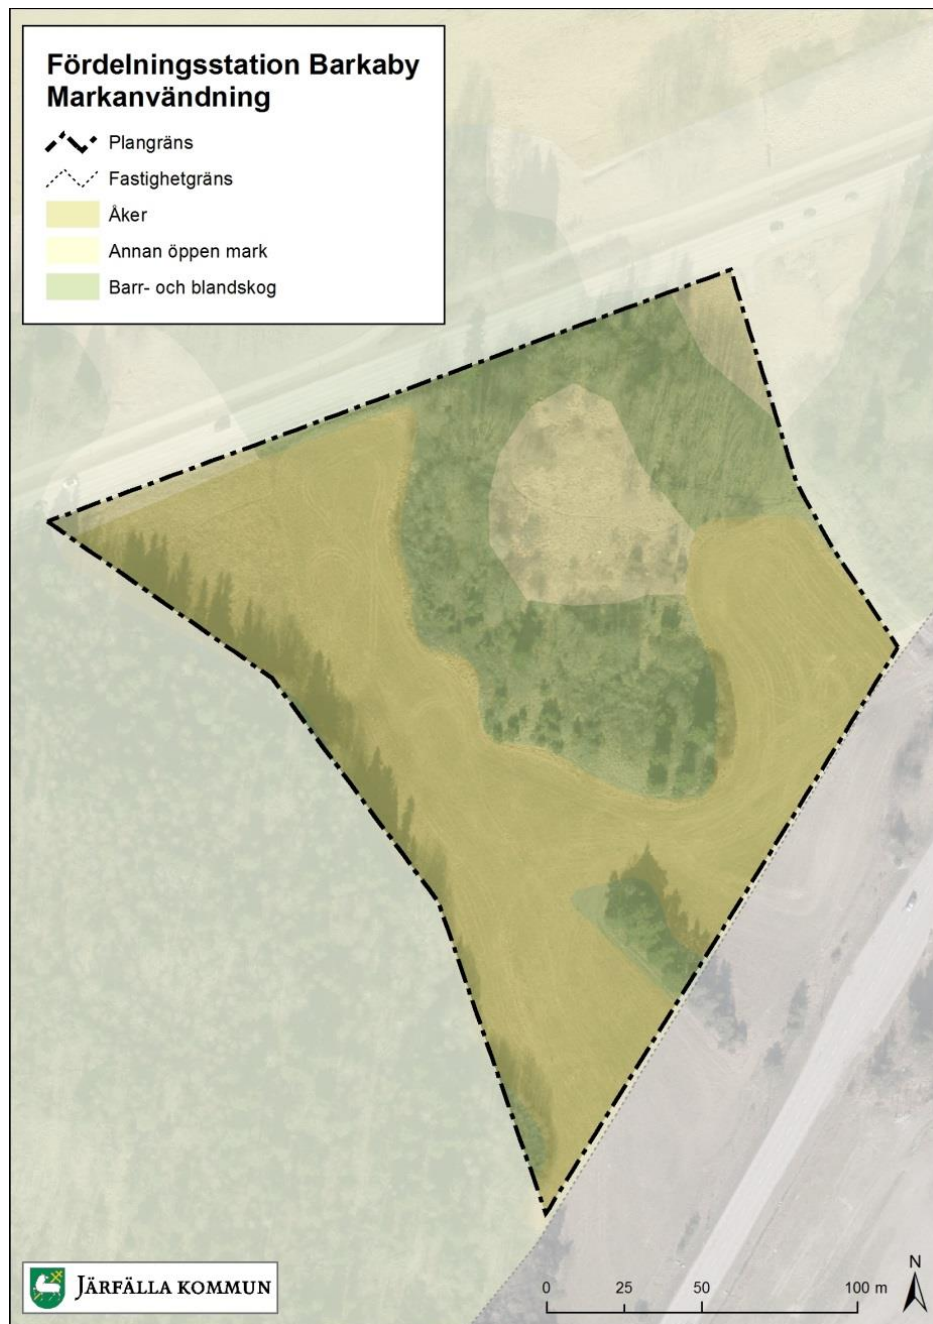 Fördelningsstation Barkaby
Markanvändning
Plangräns
Fastighetgräns
Åker
Annan öppen mark
Barr- och blandskog
JÄRFÄLLA KOMMUN
0 25 50 100 m
N